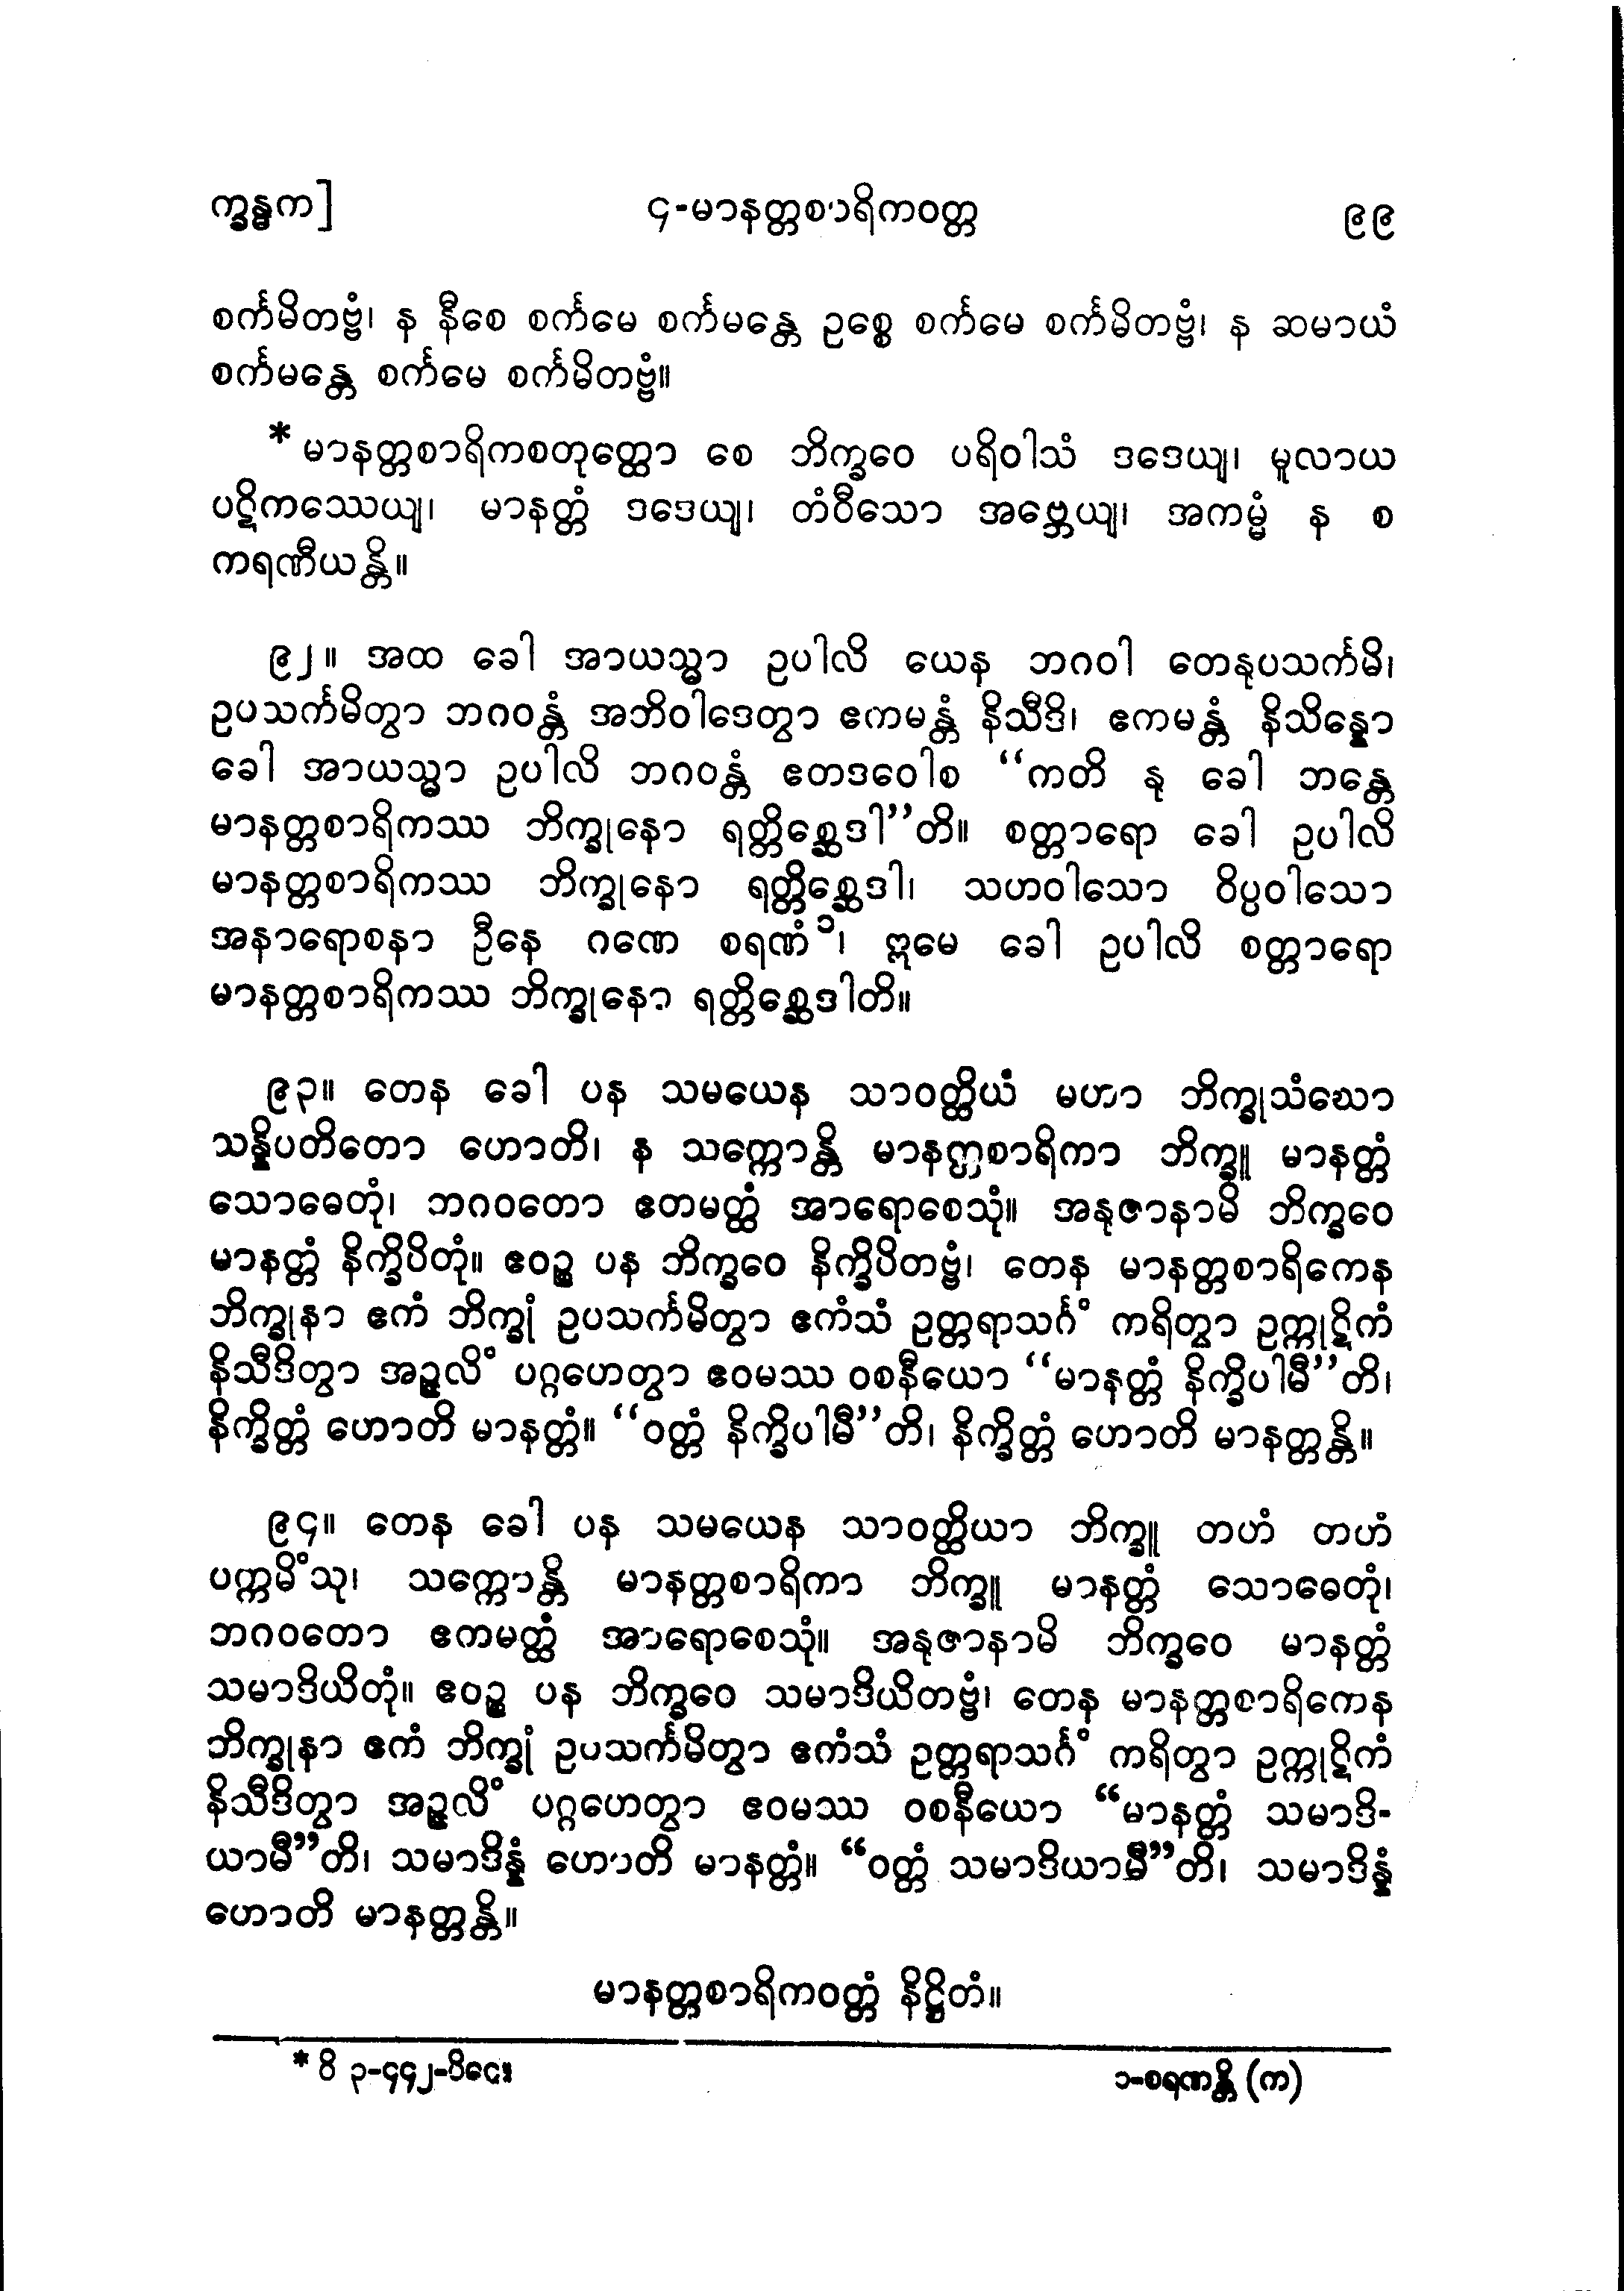 က္ခန္ဓက]
၄-မာနတ္တစာရိကဝတ္တ
၉၉
စင်္ကမိတဗ္ဗံ၊ န နီစေ စင်္ကမေ စင်္ကမန္တေ ဥစ္စေ စင်္ကမေ စင်္ကမိတဗ္ဗံ၊ န ဆမာယံ
စင်္ကမန္တေ စင်္ကမေ စင်္ကမိတဗ္ဗံ။
* မာနတ္တစာရိကစတုတ္ထော စေ ဘိက္ခဝေ ပရိဝါသံ ဒဒေယျ၊ မူလာယ
ပဋိကဿေယျ၊ မာနတ္တံ ဒဒေယျ၊ တံဝီသော အဗ္ဘေယျ၊ အကမ္မံ န စ
ကရဏီယန္တိ။
၉၂။ အထ ခေါ အာယသ္မာ ဥပါလိ ယေန ဘဂဝါ တေနုပသင်္ကမိ၊
ဥပသင်္ကမိတွာ ဘဂဝန္တံ အဘိဝါဒေတွာ ဧကမန္တံ နိသီဒိ၊ ဧကမန္တံ နိသိန္နော
ခေါ အာယသ္မာ ဥပါလိ ဘဂဝန္တံ ဧတဒဝေါစ “ကတိ နု ခေါ ဘန္တေ
မာနတ္တစာရိကဿ ဘိက္ခုနော ရတ္တိစ္ဆေဒါ”တိ။ စတ္တာရော ခေါ ဥပါလိ
မာနတ္တစာရိကဿ ဘိက္ခုနော ရတ္တိစ္ဆေဒါ၊ သဟဝါသော ဝိပ္ပဝါသော
အနာရောစနာ ဦနေ ဂဏေ စရဏံ၁၊ ဣမေ ခေါ ဥပါလိ စတ္တာရော
မာနတ္တစာရိကဿ ဘိက္ခုနော ရတ္တိစ္ဆေဒါတိ။
၉၃။ တေန ခေါ ပန သမယေန သာဝတ္ထိယံ မဟာ ဘိက္ခုသံဃော
သန္နိပတိတော ဟောတိ၊ န သက္ကောန္တိ မာနတ္တစာရိကာ ဘိက္ခူ မာနတ္တံ
သောဓေတုံ၊ ဘဂဝတော ဧတမတ္ထံ အာရောစေသုံ။ အနုဇာနာမိ ဘိက္ခဝေ
မာနတ္တံ နိက္ခိပိတုံ။ ဧဝဉ္စ ပန ဘိက္ခဝေ နိက္ခိပိတဗ္ဗံ၊ တေန မာနတ္တစာရိကေန
ဘိက္ခုနာ ဧကံ ဘိက္ခုံ ဥပသင်္ကမိတွာ ဧကံသံ ဥတ္တရာသင်္ဂံ ကရိတွာ ဥက္ကုဋိကံ
နိသီဒိတွာ အဉ္ဇလိံ ပဂ္ဂဟေတွာ ဧဝမဿ ဝစနီယော “မာနတ္တံ နိက္ခိပါမီ”တိ၊
နိက္ခိတ္တံ ဟောတိ မာနတ္တံ။ “ဝတ္တံ နိက္ခိပါမီ”တိ၊ နိက္ခိတ္တံ ဟောတိ မာနတ္တန္တိ။
၉၄။ တေန ခေါ ပန သမယေန သာဝတ္ထိယာ ဘိက္ခူ တဟံ တဟံ
ပက္ကမိံသု၊ သက္ကောန္တိ မာနတ္တစာရိကာ ဘိက္ခူ မာနတ္တံ သောဓေတုံ၊
ဘဂဝတော ဧကမတ္ထံ အာရောစေသုံ။ အနုဇာနာမိ ဘိက္ခဝေ မာနတ္တံ
သမာဒိယိတုံ။ ဧဝဉ္စ ပန ဘိက္ခဝေ သမာဒိယိတဗ္ဗံ၊ တေန မာနတ္တစာရိကေန
ဘိက္ခုနာ ဧကံ ဘိက္ခုံ ဥပသင်္ကမိတွာ ဧကံသံ ဥတ္တရာသင်္ဂံ ကရိတွာ ဥက္ကုဋိကံ
နိသီဒိတွာ အဉ္ဇလိံ ပဂ္ဂဟေတွာ ဧဝမဿ ဝစနီယော “မာနတ္တံ သမာဒိ-
ယာမီ”တိ၊ သမာဒိန္နံ ဟောတိ မာနတ္တံ။ “ဝတ္တံ သမာဒိယာမီ”တိ၊ သမာဒိန္နံ
ဟောတိ မာနတ္တန္တိ။
မာနတ္တစာရိကဝတ္တံ နိဋ္ဌိတံ။
* ဝိ ၃-၄၄၂-ပိဌေ။
၁-စရဏန္တိ (က)